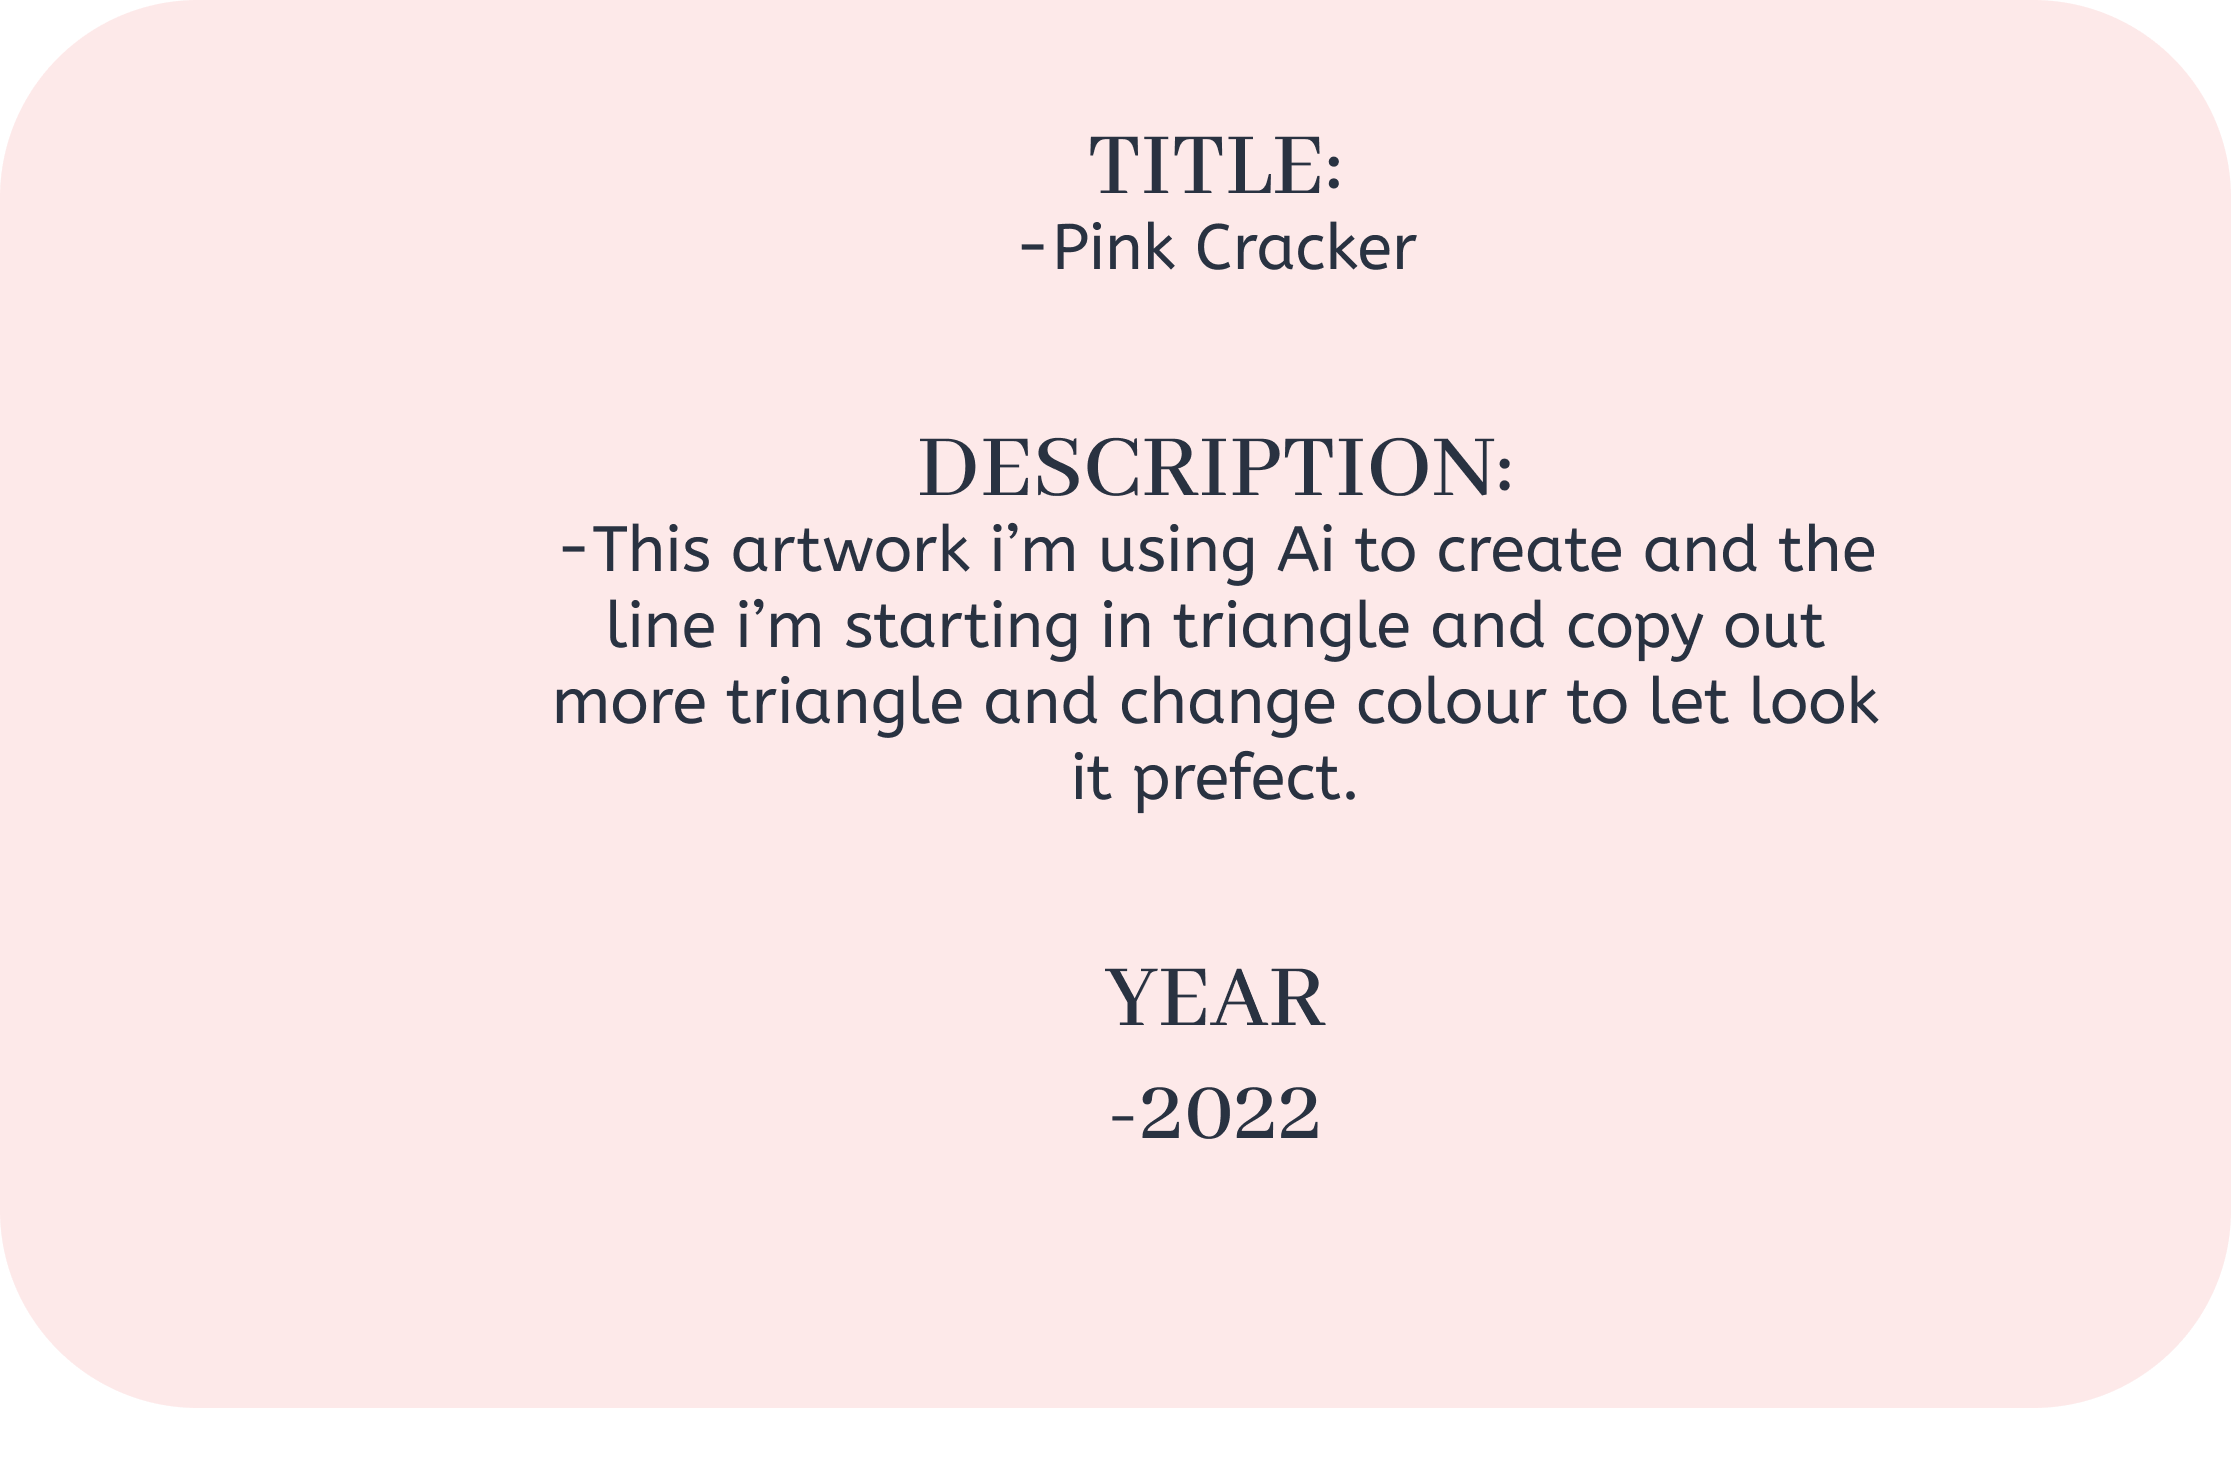 TITLE:
-Pink Cracker
DESCRIPTION:
-This artwork i’m using Ai to create and the
line i’m starting in triangle and copy out
more triangle and change colour to let look
it prefect.
YEAR
-2022